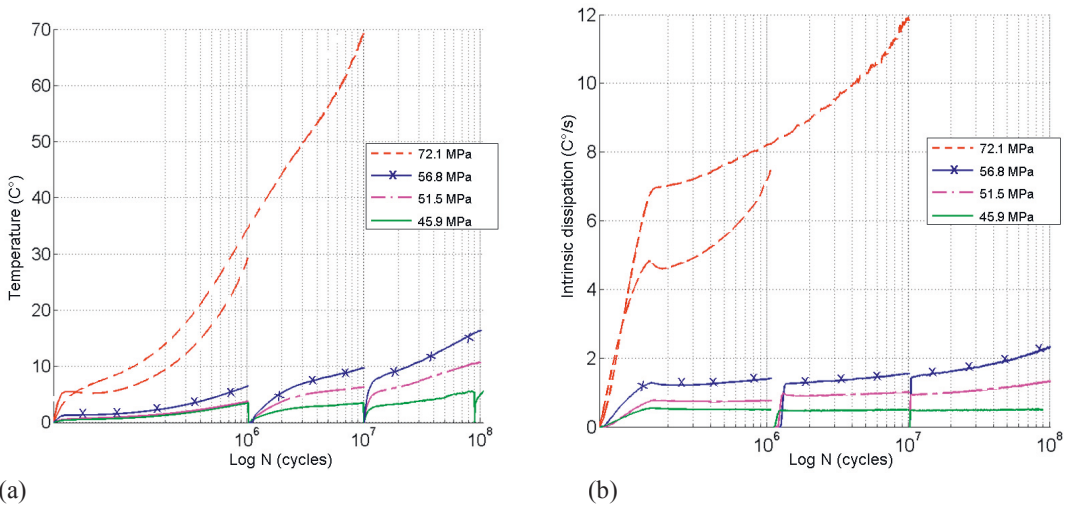 70
60
50
40
30
20
10
0
Temperature (C°)
72.1 MPa
56.8 MPa
51.5 MPa
45.9 MPa
10^6
10^7
10^8
Log N (cycles)
(a)
12
10
8
6
4
2
0
Intrinsic dissipation (C°/s)
72.1 MPa
56.8 MPa
51.5 MPa
45.9 MPa
10^6
10^7
10^8
Log N (cycles)
(b)